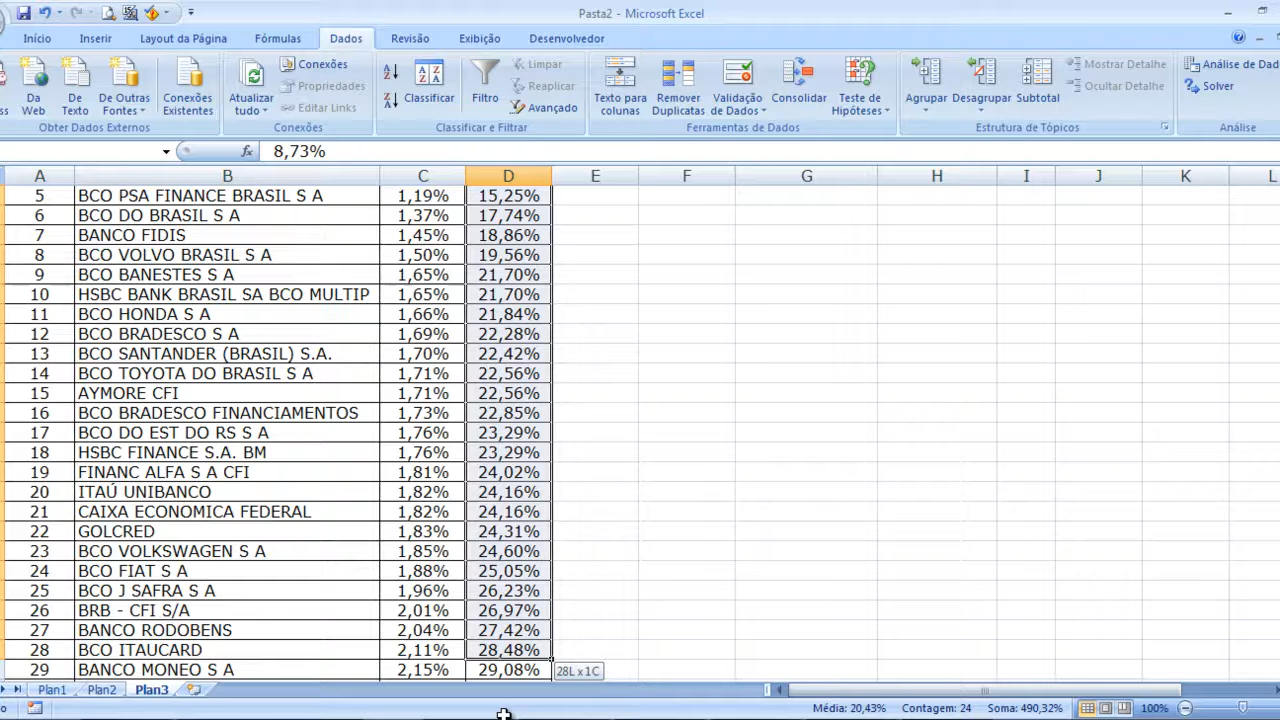 Pasta2 - Microsoft Excel
Início Inserir Layout da Página Fórmulas Dados Revisão Exibição Desenvolvedor
Da Web
De Texto
De Outras Fontes
Conexões Existentes
Obter Dados Externos
Atualizar tudo
Conexões
Propriedades
Editar Links
Conexões
Classificar
Filtro
Limpar
Reaplicar
Avançado
Classificar e Filtrar
Texto para colunas
Remover Duplicatas
Validação de Dados
Consolidar
Teste de Hipóteses
Ferramentas de Dados
Agrupar
Desagrupar
Subtotal
Mostrar Detalhe
Ocultar Detalhe
Estrutura de Tópicos
Análise de Dad
Solver
Análise
fx 8,73%
A B C D E F G H I J K L
5 BCO PSA FINANCE BRASIL S A 1,19% 15,25%
6 BCO DO BRASIL S A 1,37% 17,74%
7 BANCO FIDIS 1,45% 18,86%
8 BCO VOLVO BRASIL S A 1,50% 19,56%
9 BCO BANESTES S A 1,65% 21,70%
10 HSBC BANK BRASIL SA BCO MULTIP 1,65% 21,70%
11 BCO HONDA S A 1,66% 21,84%
12 BCO BRADESCO S A 1,69% 22,28%
13 BCO SANTANDER (BRASIL) S.A. 1,70% 22,42%
14 BCO TOYOTA DO BRASIL S A 1,71% 22,56%
15 AYMORE CFI 1,71% 22,56%
16 BCO BRADESCO FINANCIAMENTOS 1,73% 22,85%
17 BCO DO EST DO RS S A 1,76% 23,29%
18 HSBC FINANCE S.A. BM 1,76% 23,29%
19 FINANC ALFA S A CFI 1,81% 24,02%
20 ITAÚ UNIBANCO 1,82% 24,16%
21 CAIXA ECONOMICA FEDERAL 1,82% 24,16%
22 GOLCRED 1,83% 24,31%
23 BCO VOLKSWAGEN S A 1,85% 24,60%
24 BCO FIAT S A 1,88% 25,05%
25 BCO J SAFRA S A 1,96% 26,23%
26 BRB - CFI S/A 2,01% 26,97%
27 BANCO RODOBENS 2,04% 27,42%
28 BCO ITAUCARD 2,11% 28,48%
29 BANCO MONEO S A 2,15% 29,08%
28L x 1C
Plan1 Plan2 Plan3
Média: 20,43% Contagem: 24 Soma: 490,32% 100%